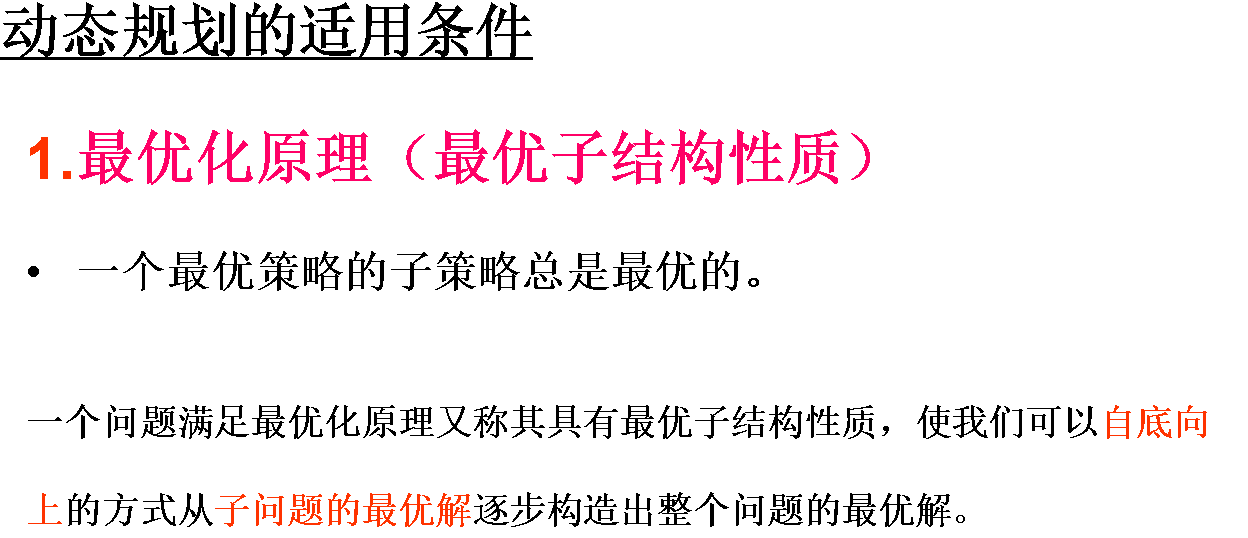 动态规划的适用条件
1.最优化原理（最优子结构性质）
• 一个最优策略的子策略总是最优的。
一个问题满足最优化原理又称其具有最优子结构性质，使我们可以自底向
上的方式从子问题的最优解逐步构造出整个问题的最优解。